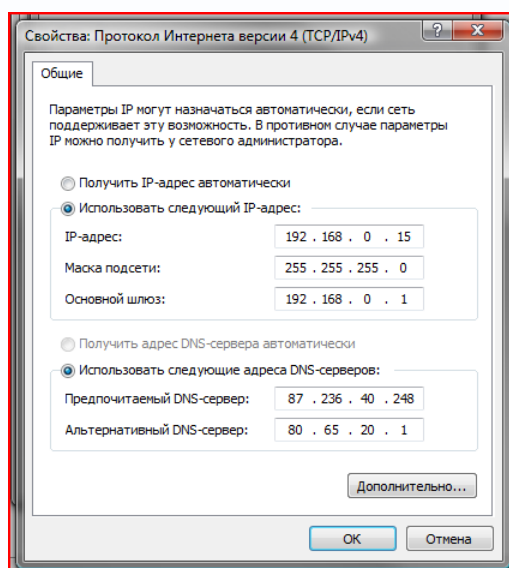 Свойства: Протокол Интернета версии 4 (TCP/IPv4)
Общие
Параметры IP могут назначаться автоматически, если сеть
поддерживает эту возможность. В противном случае параметры
IP можно получить у сетевого администратора.
Получить IP-адрес автоматически
Использовать следующий IP-адрес:
IP-адрес: 192 . 168 . 0 . 15
Маска подсети: 255 . 255 . 255 . 0
Основной шлюз: 192 . 168 . 0 . 1
Получить адрес DNS-сервера автоматически
Использовать следующие адреса DNS-серверов:
Предпочитаемый DNS-сервер: 87 . 236 . 40 . 248
Альтернативный DNS-сервер: 80 . 65 . 20 . 1
Дополнительно...
ОК Отмена